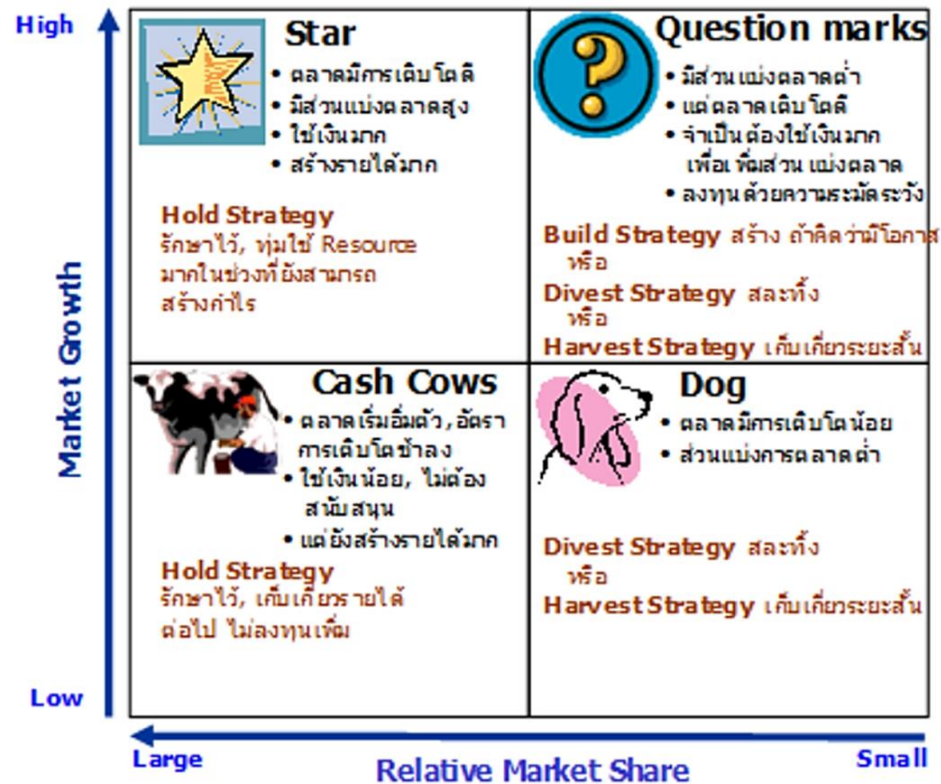 High
Star
• ตลาดมีการเติบโตดี
• มีส่วนแบ่งตลาดสูง
• ใช้เงินมาก
• สร้างรายได้มาก
Hold Strategy
รักษาไว้, ทุ่มใช้ Resource
มากในช่วงที่ยังสามารถ
สร้างกำไร
Question marks
• มีส่วนแบ่งตลาดต่ำ
• แต่ตลาดเติบโตดี
• จำเป็นต้องใช้เงินมาก
เพื่อเพิ่มส่วนแบ่งตลาด
• ลงทุนด้วยความระมัดระวัง
Build Strategy สร้าง ถ้าคิดว่ามีโอกาส
หรือ
Divest Strategy สละทิ้ง
หรือ
Harvest Strategy เก็บเกี่ยวระยะสั้น
Market Growth
Cash Cows
• ตลาดเริ่มอิ่มตัว,อัตรา
การเติบโตช้าลง
• ใช้เงินน้อย, ไม่ต้อง
สนับสนุน
• แต่ยังสร้างรายได้มาก
Hold Strategy
รักษาไว้, เก็บเกี่ยวรายได้
ต่อไป ไม่ลงทุนเพิ่ม
Dog
• ตลาดมีการเติบโตน้อย
• ส่วนแบ่งการตลาดต่ำ
Divest Strategy สละทิ้ง
หรือ
Harvest Strategy เก็บเกี่ยวระยะสั้น
Low
Large
Relative Market Share
Small